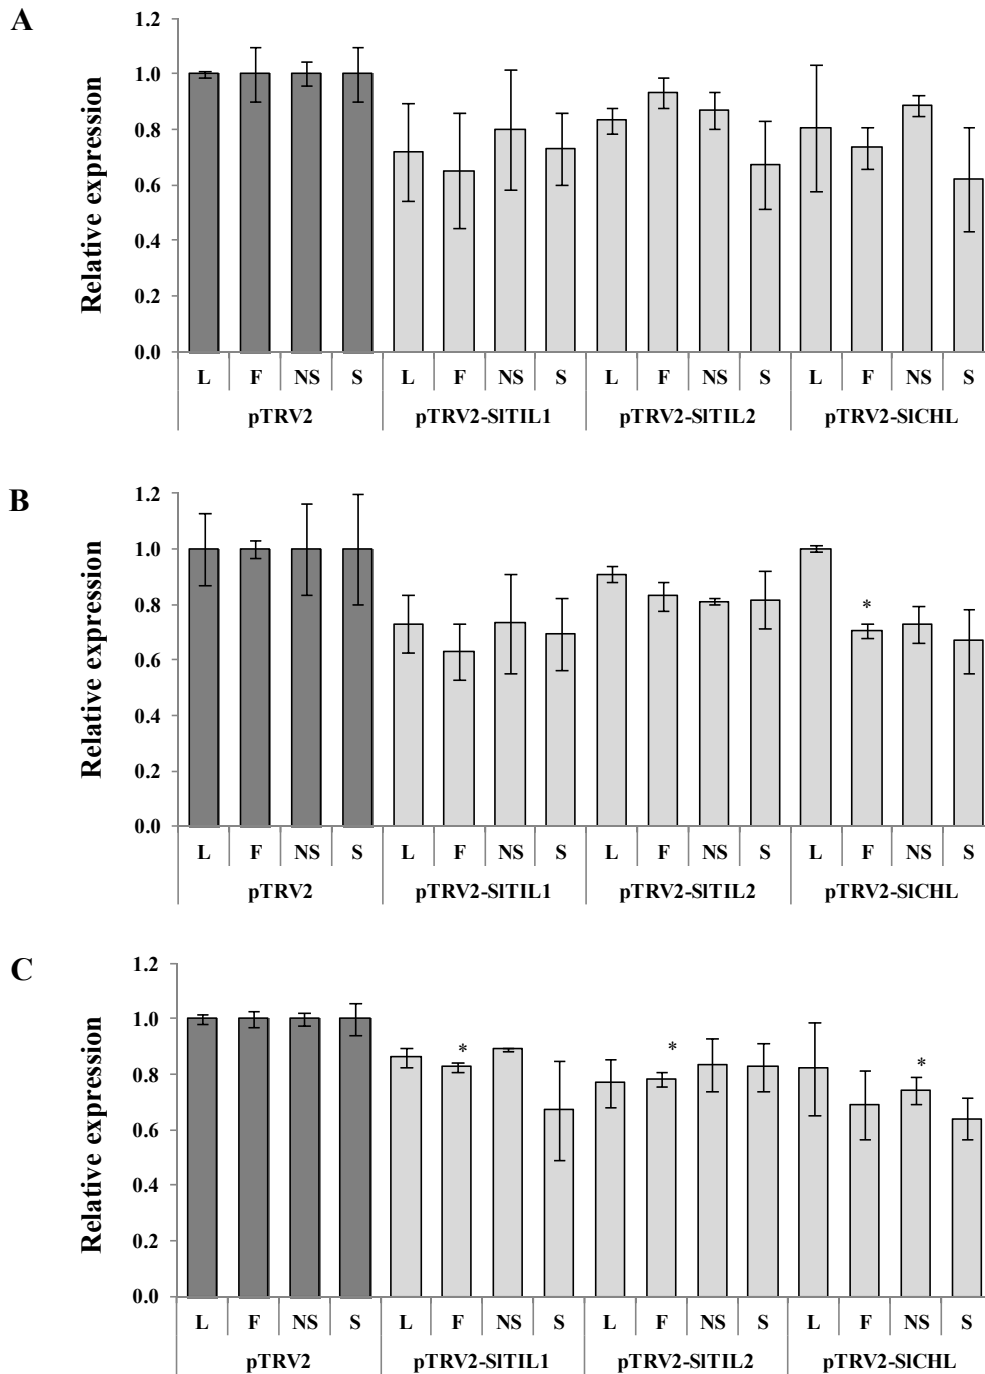 A
Relative expression
1.2
1.0
0.8
0.6
0.4
0.2
0.0
L F NS S L F NS S L F NS S L F NS S
pTRV2 pTRV2-SlTIL1 pTRV2-SlTIL2 pTRV2-SlCHL
B
Relative expression
1.2
1.0
0.8
0.6
0.4
0.2
0.0
*
L F NS S L F NS S L F NS S L F NS S
pTRV2 pTRV2-SlTIL1 pTRV2-SlTIL2 pTRV2-SlCHL
C
Relative expression
1.2
1.0
0.8
0.6
0.4
0.2
0.0
* * *
L F NS S L F NS S L F NS S L F NS S
pTRV2 pTRV2-SlTIL1 pTRV2-SlTIL2 pTRV2-SlCHL